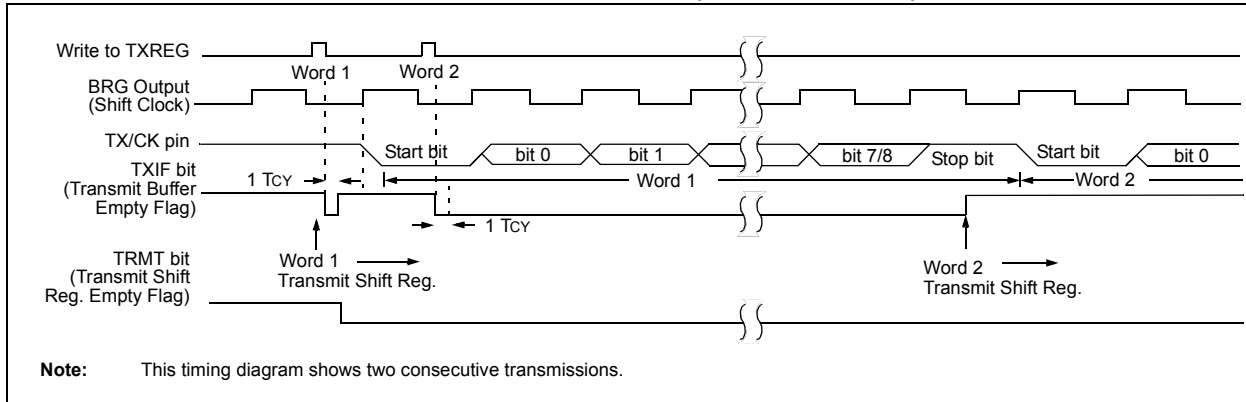 Write to TXREG
Word 1
Word 2
BRG Output
(Shift Clock)
TX/CK pin
Start bit
bit 0
bit 1
bit 7/8
Stop bit
Start bit
bit 0
TXIF bit
(Transmit Buffer
Empty Flag)
1 TCY
Word 1
Word 2
1 TCY
TRMT bit
(Transmit Shift
Reg. Empty Flag)
Word 1
Transmit Shift Reg.
Word 2
Transmit Shift Reg.
Note: This timing diagram shows two consecutive transmissions.